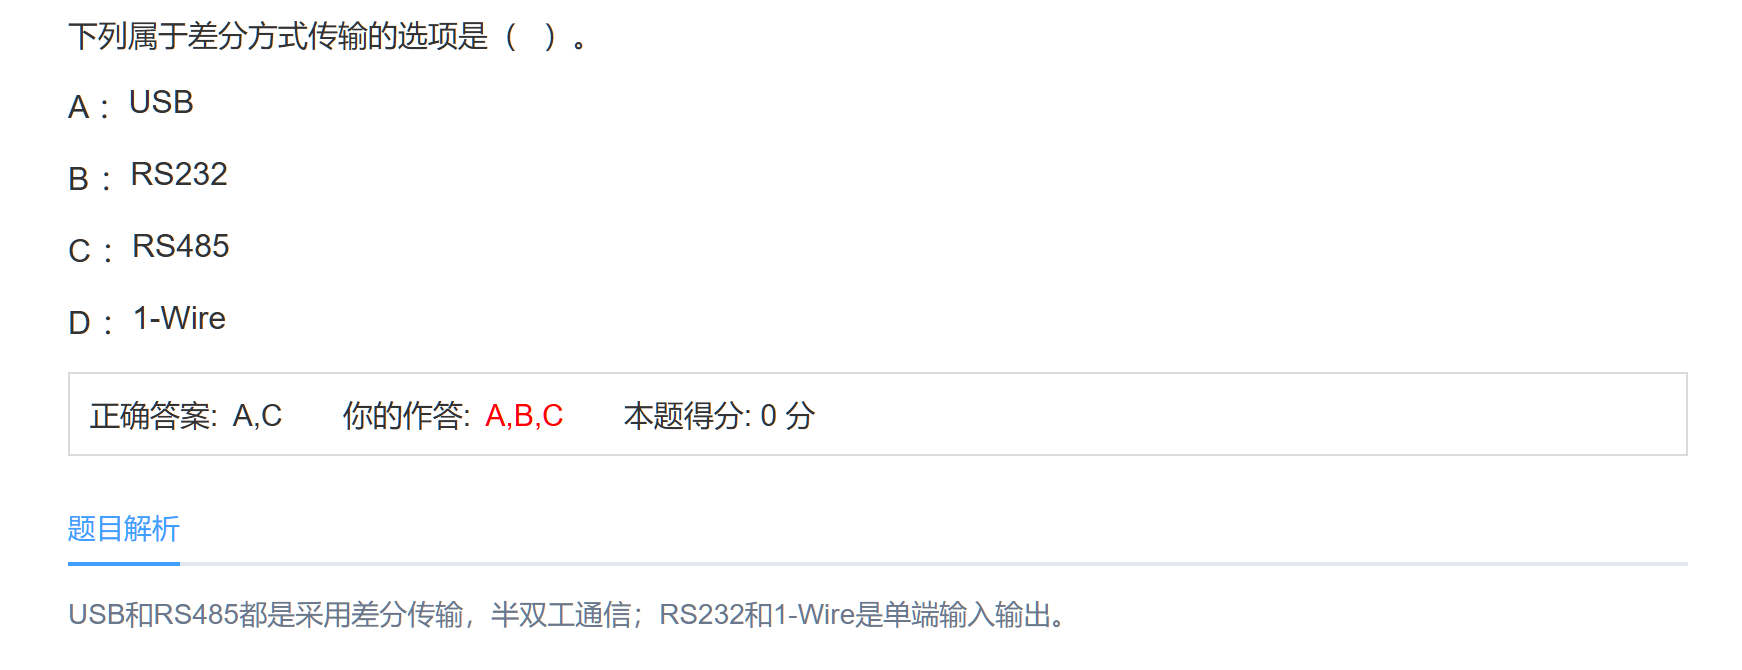 下列属于差分方式传输的选项是（ ）。
A： USB
B： RS232
C： RS485
D： 1-Wire
正确答案: A,C 你的作答: A,B,C 本题得分: 0 分
题目解析
USB和RS485都是采用差分传输，半双工通信；RS232和1-Wire是单端输入输出。